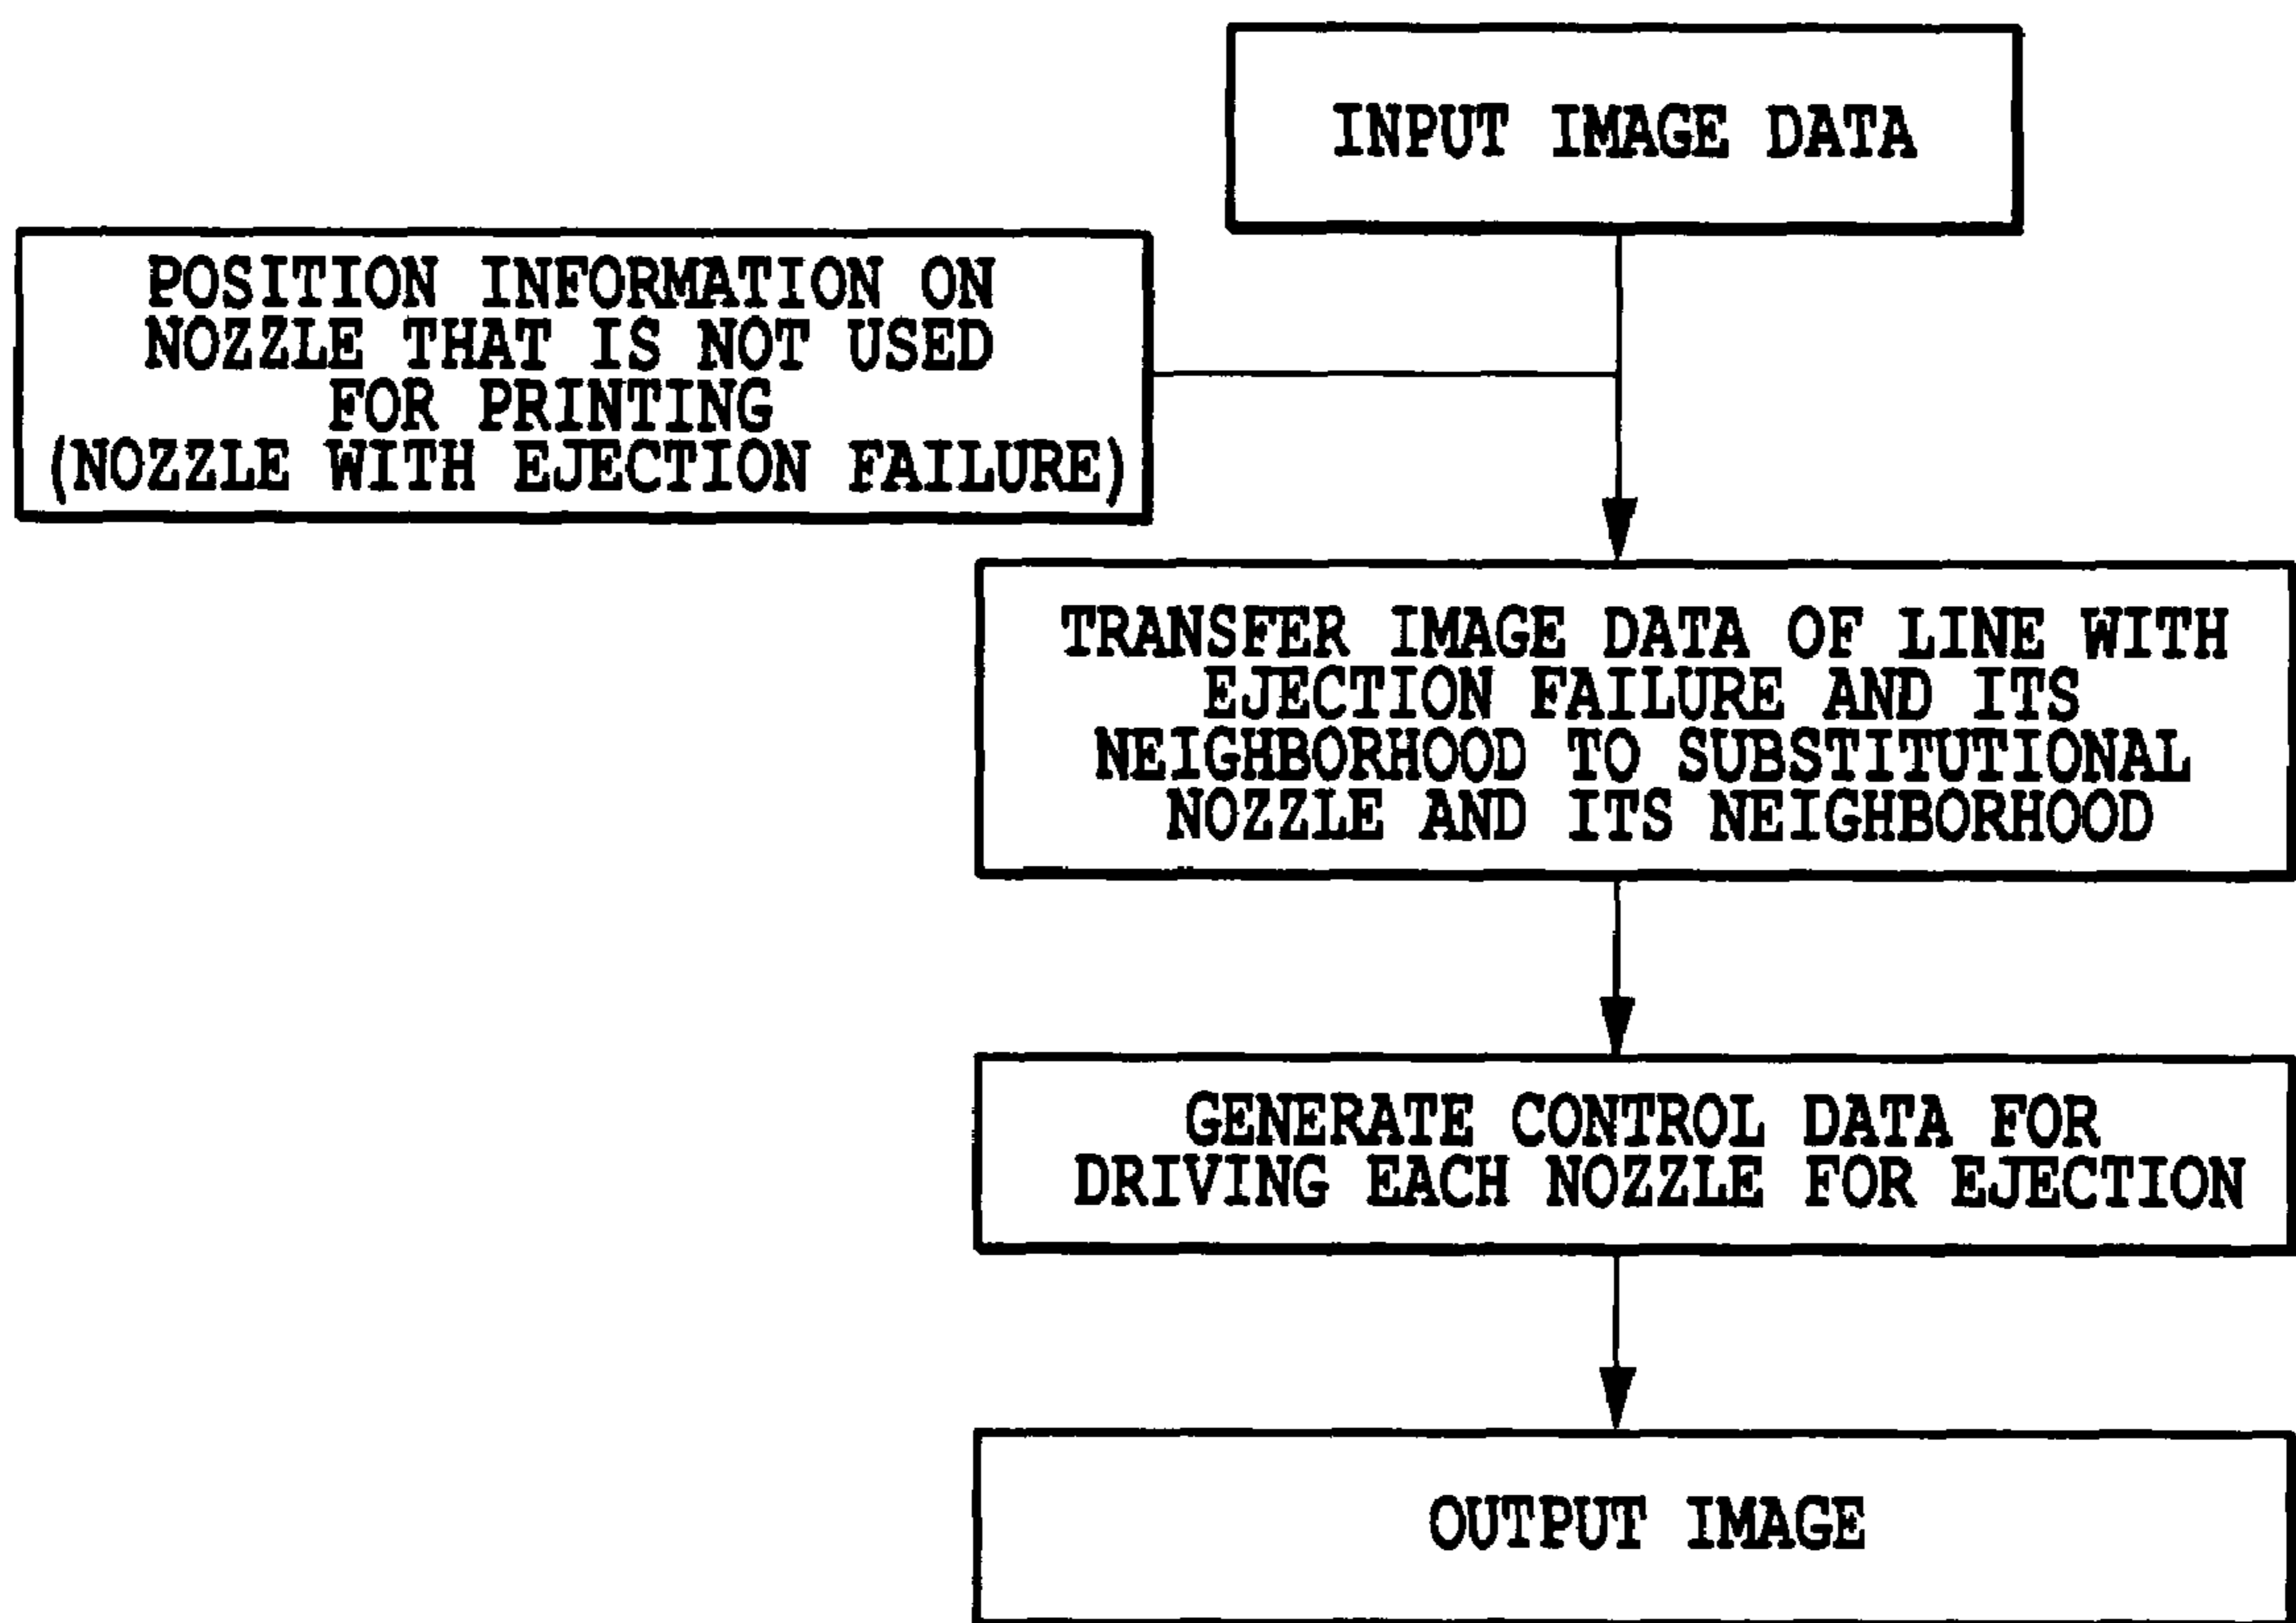 INPUT IMAGE DATA
POSITION INFORMATION ON
NOZZLE THAT IS NOT USED
FOR PRINTING
(NOZZLE WITH EJECTION FAILURE)
TRANSFER IMAGE DATA OF LINE WITH
EJECTION FAILURE AND ITS
NEIGHBORHOOD TO SUBSTITUTIONAL
NOZZLE AND ITS NEIGHBORHOOD
GENERATE CONTROL DATA FOR
DRIVING EACH NOZZLE FOR EJECTION
OUTPUT IMAGE